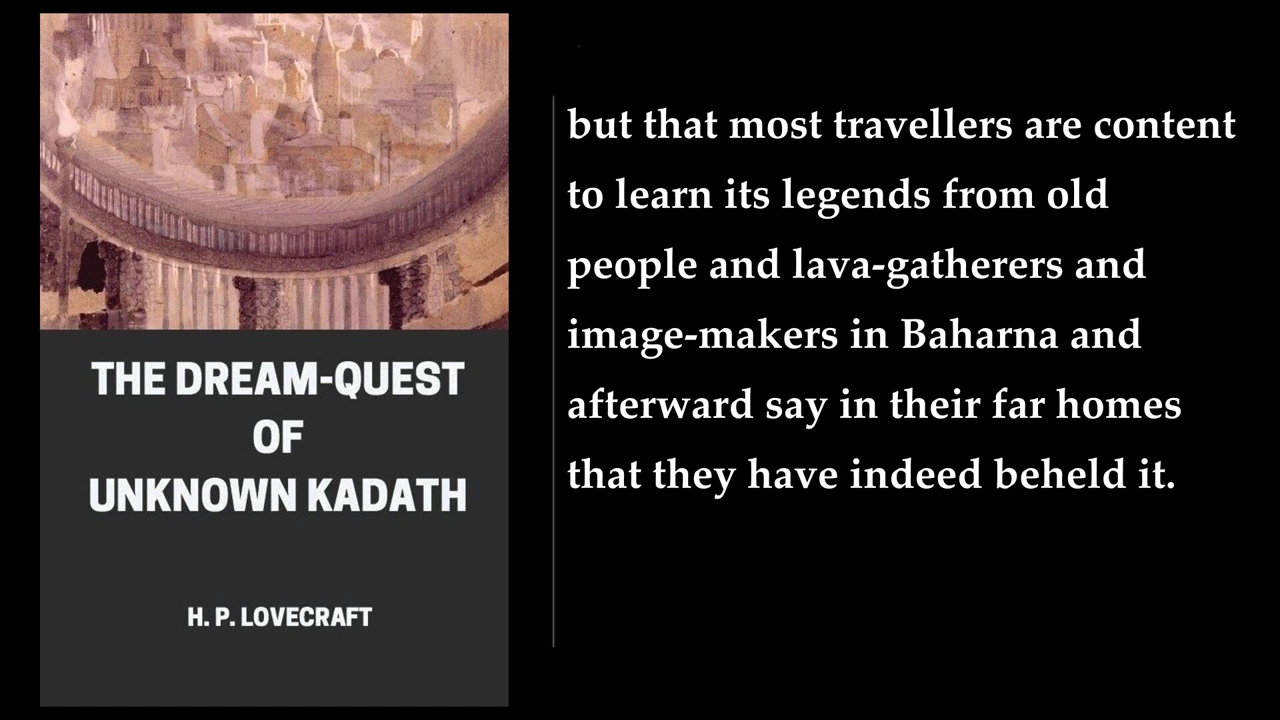 THE DREAM-QUEST
OF
UNKNOWN KADATH
H. P. LOVECRAFT
but that most travellers are content
to learn its legends from old
people and lava-gatherers and
image-makers in Baharna and
afterward say in their far homes
that they have indeed beheld it.